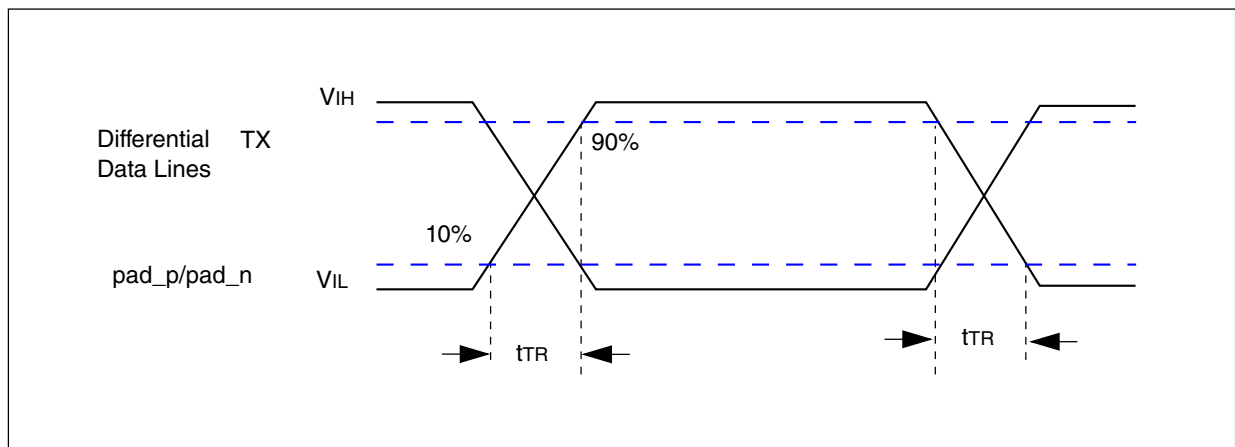 VIH
Differential TX
Data Lines
90%
10%
pad_p/pad_n
VIL
tTR
tTR